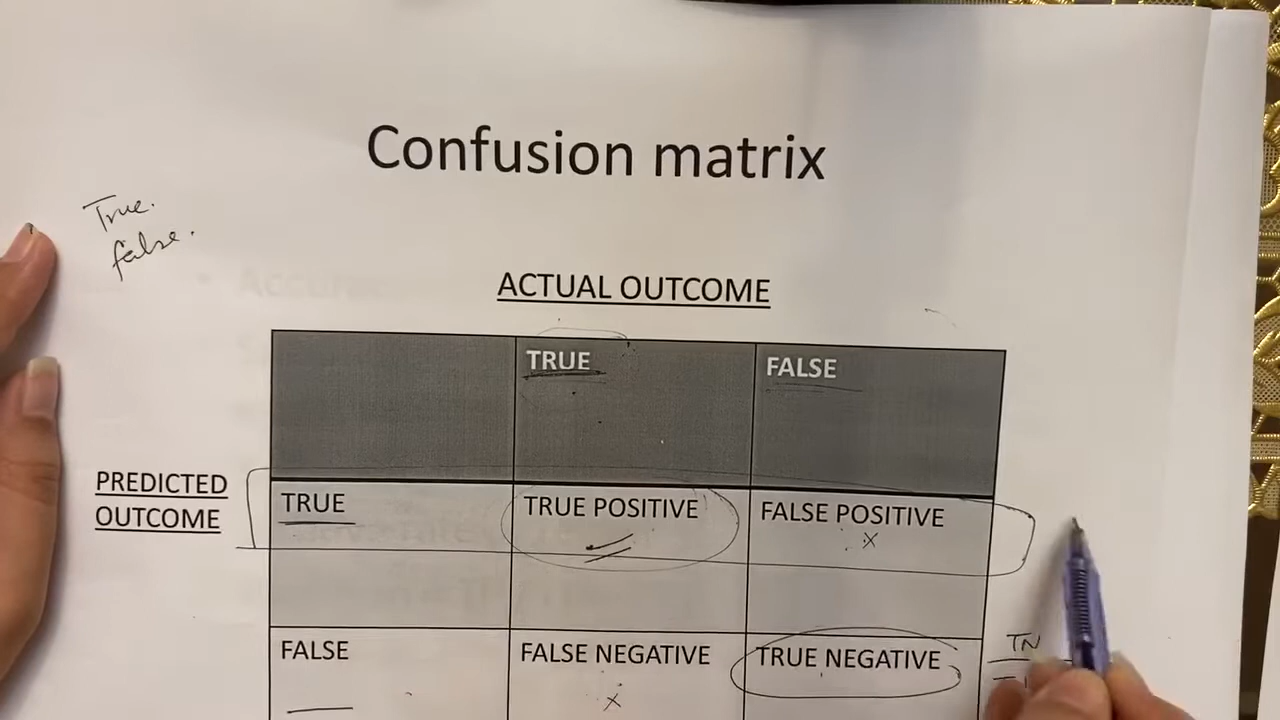 Confusion matrix
True.
false.
ACTUAL OUTCOME
TRUE FALSE
PREDICTED
OUTCOME
TRUE TRUE POSITIVE FALSE POSITIVE
FALSE FALSE NEGATIVE TRUE NEGATIVE
TN